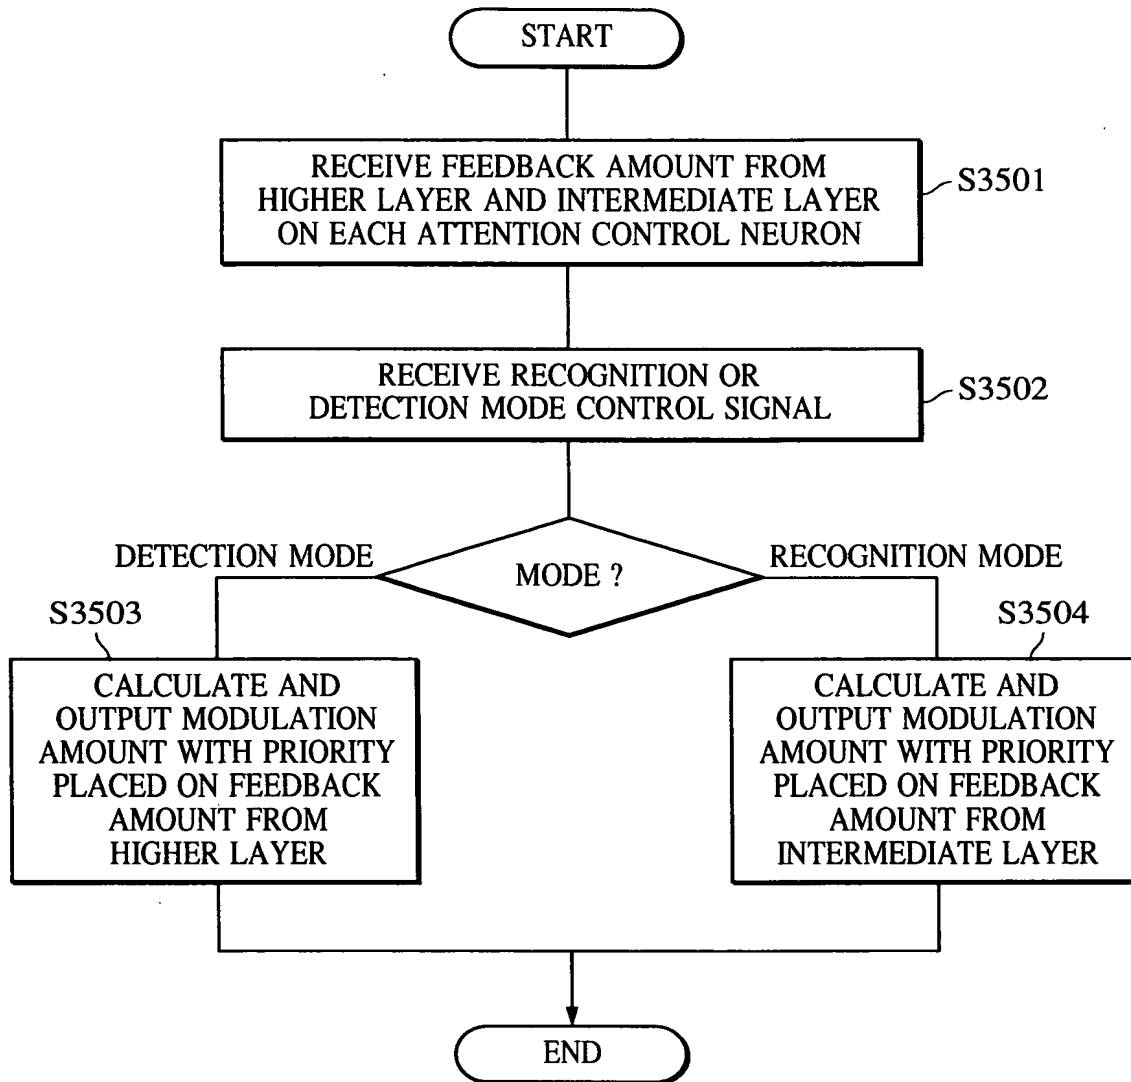 START
RECEIVE FEEDBACK AMOUNT FROM
HIGHER LAYER AND INTERMEDIATE LAYER
ON EACH ATTENTION CONTROL NEURON
S3501
RECEIVE RECOGNITION OR
DETECTION MODE CONTROL SIGNAL
S3502
DETECTION MODE
MODE ?
RECOGNITION MODE
S3503
CALCULATE AND
OUTPUT MODULATION
AMOUNT WITH PRIORITY
PLACED ON FEEDBACK
AMOUNT FROM
HIGHER LAYER
S3504
CALCULATE AND
OUTPUT MODULATION
AMOUNT WITH PRIORITY
PLACED ON FEEDBACK
AMOUNT FROM
INTERMEDIATE LAYER
END